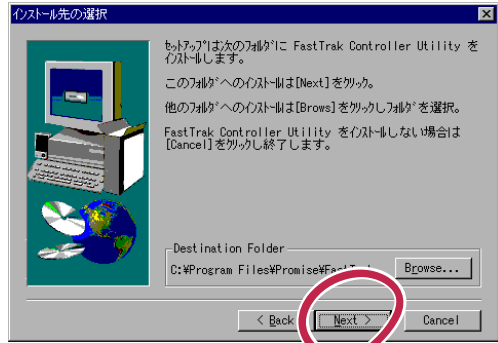 インストール先の選択
セットアップは次のフォルダに FastTrak Controller Utility を
インストールします。
このフォルダへのインストールは[Next]をクリック。
他のフォルダへのインストールは[Brows]をクリックしフォルダを選択。
FastTrak Controller Utility をインストールしない場合は
[Cancel]をクリックし終了します。
Destination Folder
C:¥Program Files¥Promise¥
Browse...
< Back
Next >
Cancel